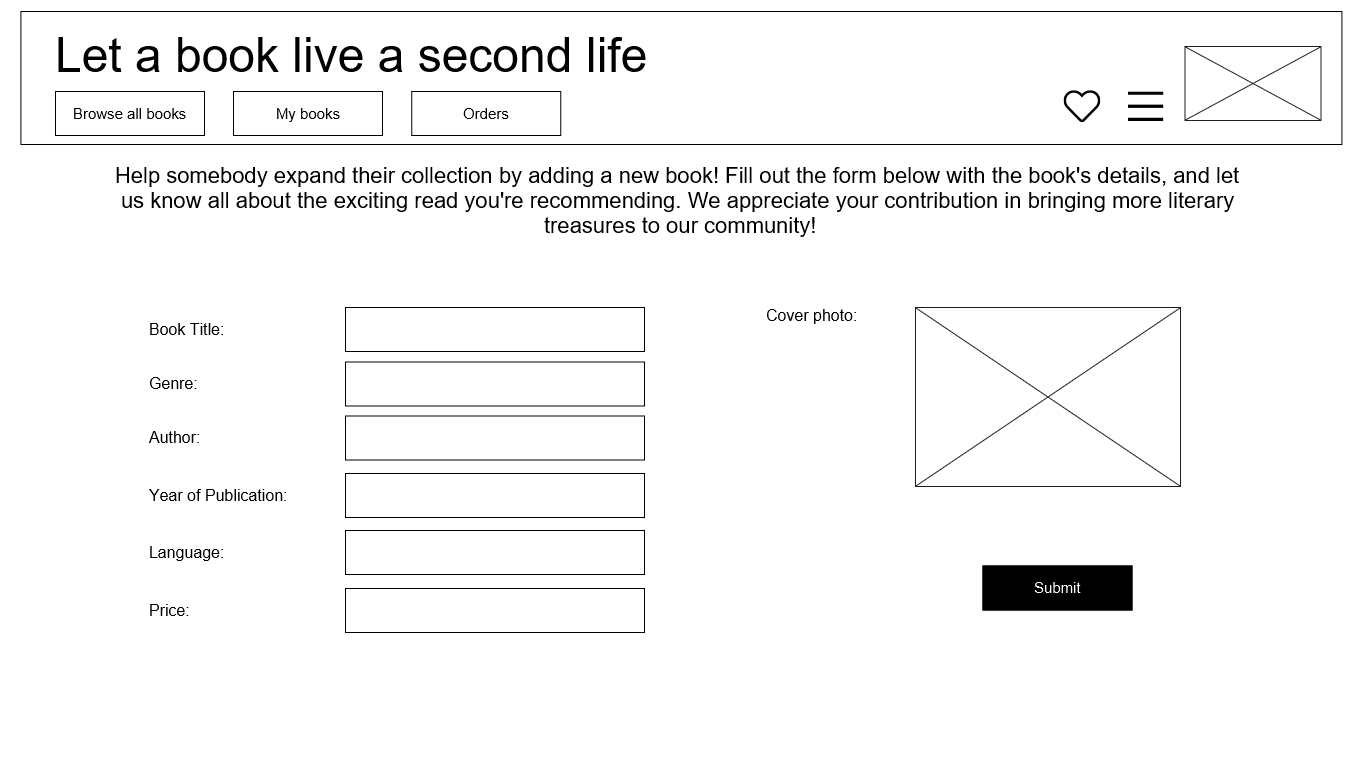 Let a book live a second life
Browse all books
My books
Orders
Help somebody expand their collection by adding a new book! Fill out the form below with the book's details, and let
us know all about the exciting read you're recommending. We appreciate your contribution in bringing more literary
treasures to our community!
Book Title:
Genre:
Author:
Year of Publication:
Language:
Price:
Cover photo:
Submit